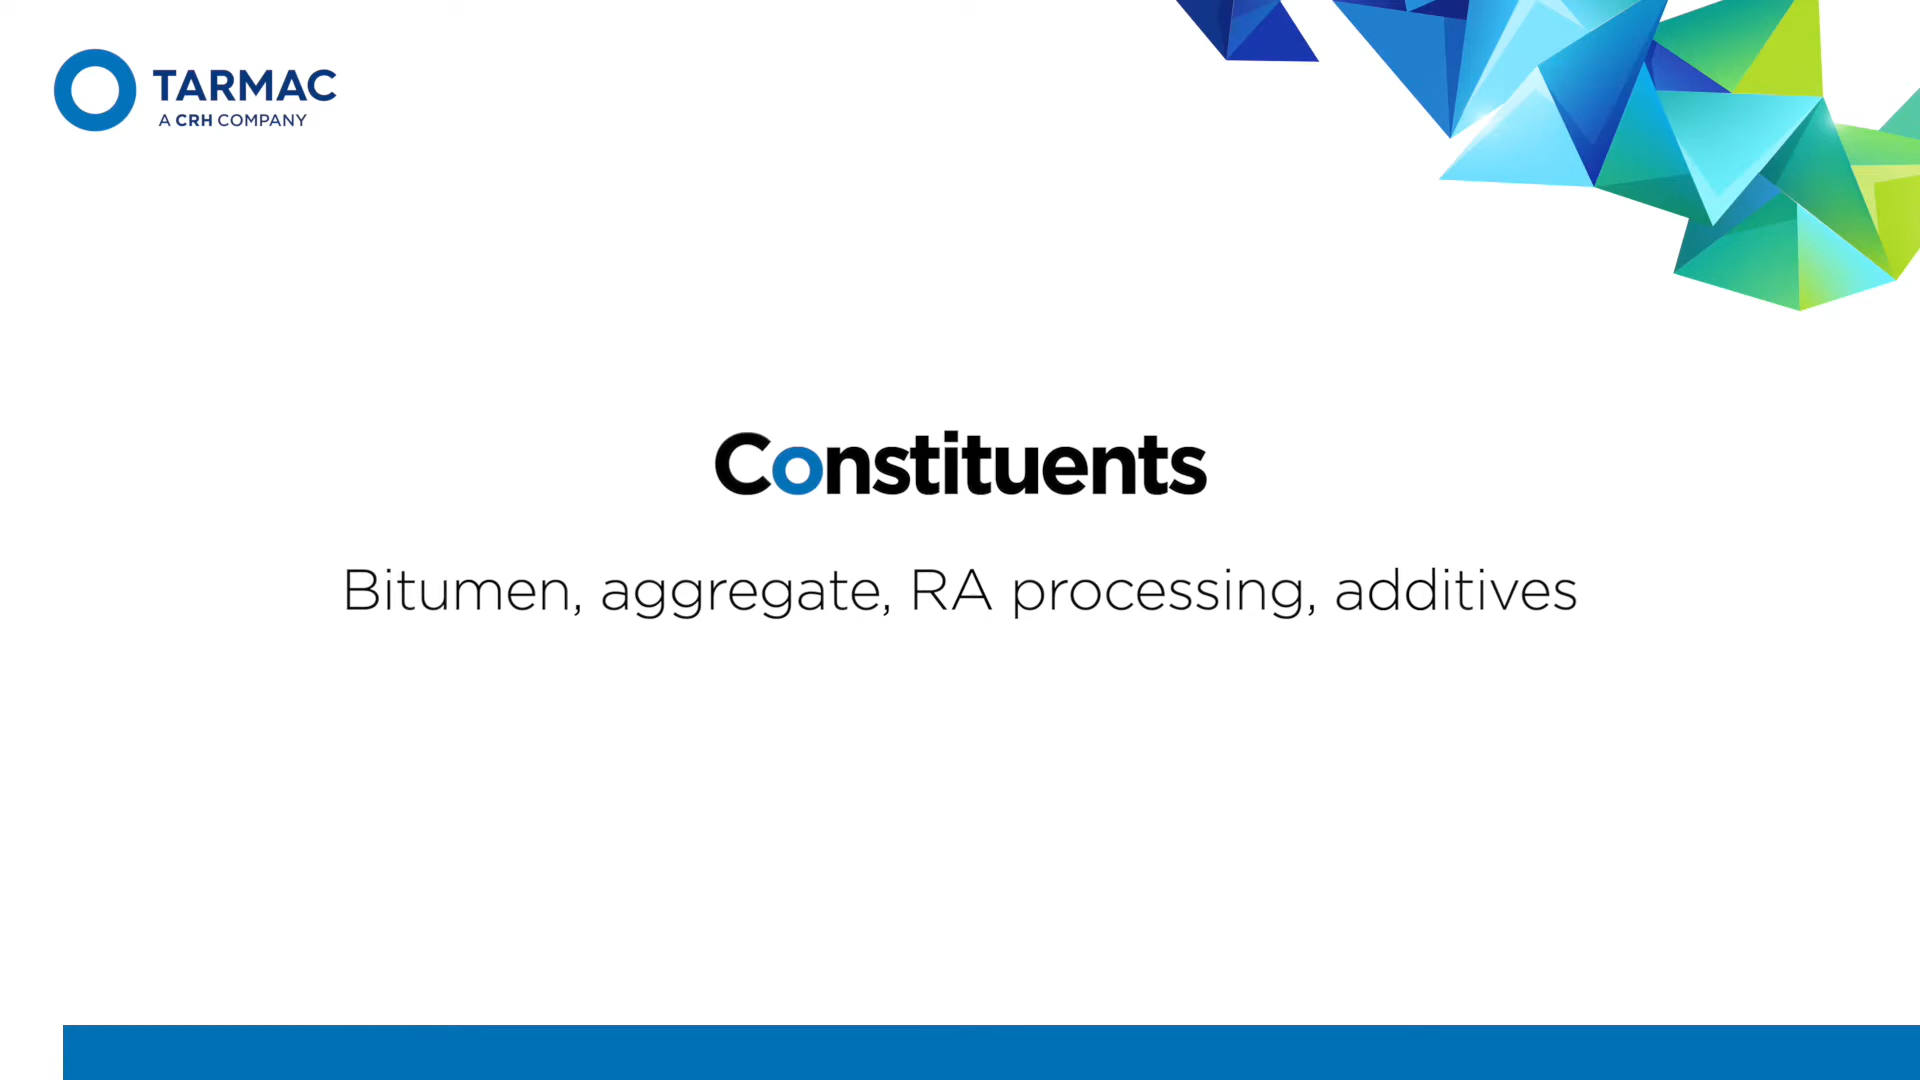 TARMAC
A CRH COMPANY
Constituents
Bitumen, aggregate, RA processing, additives